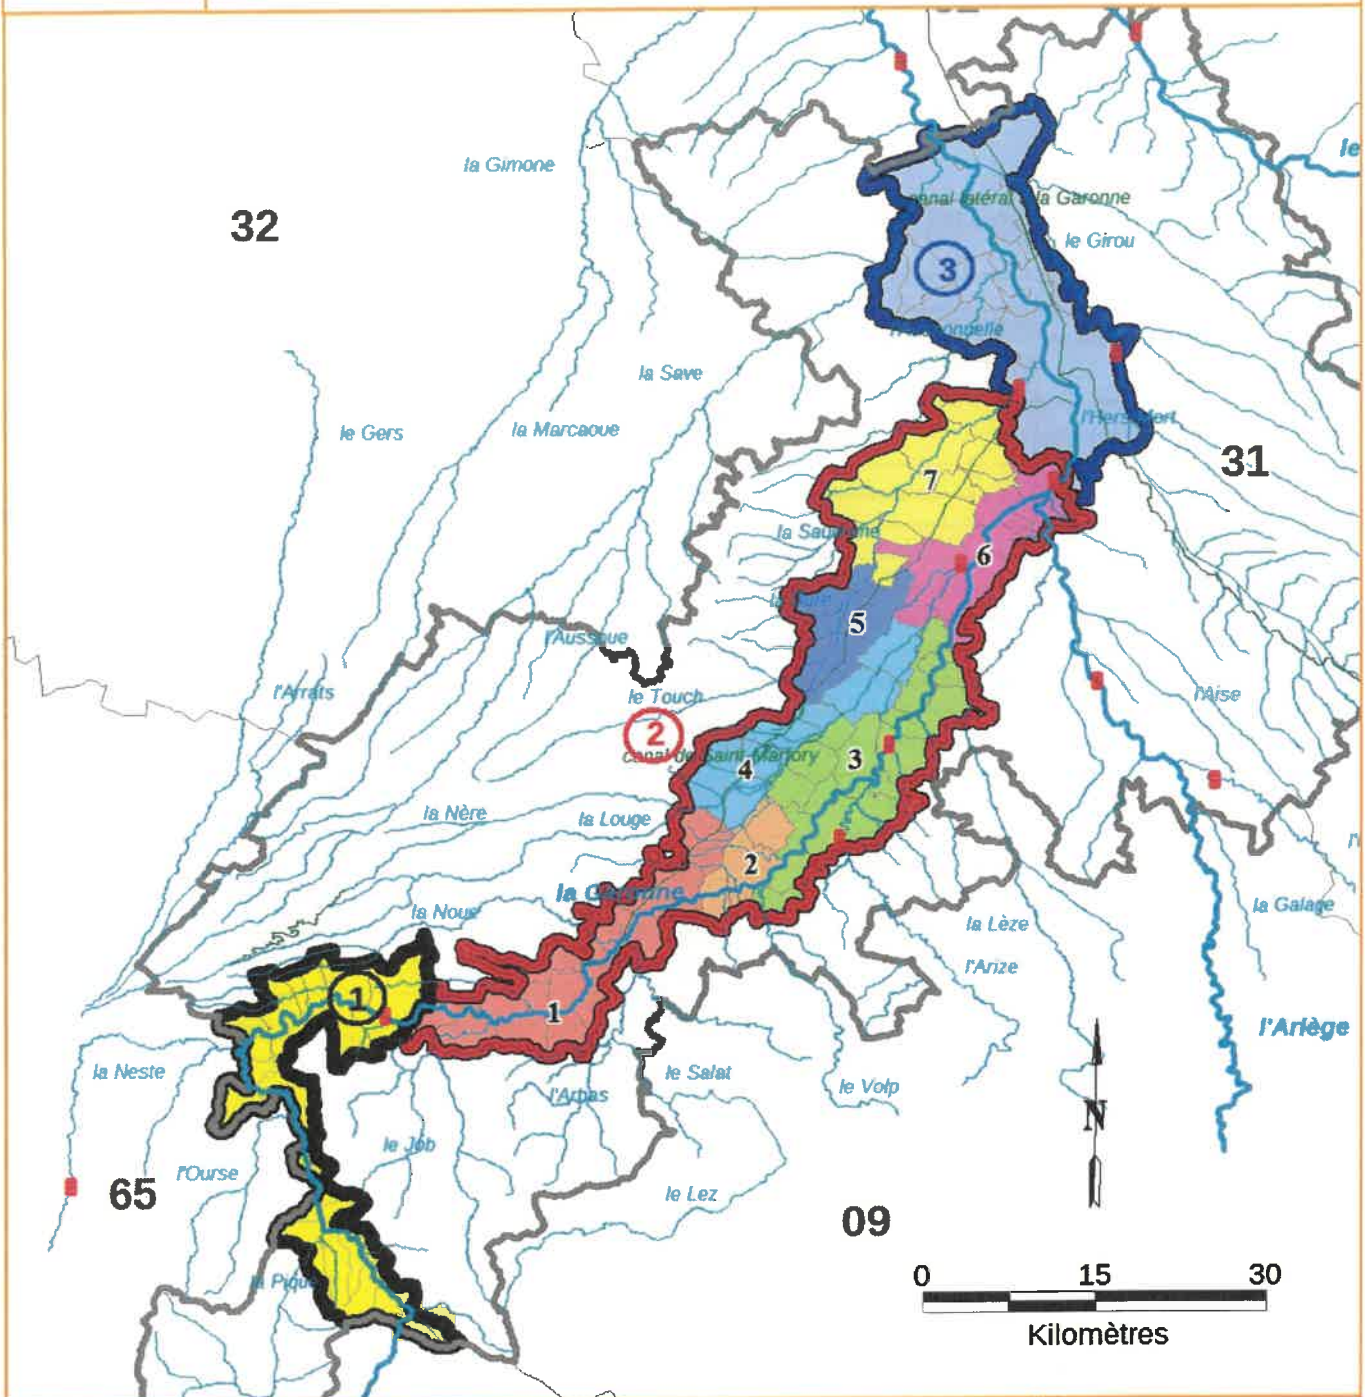 la Gimone
le
32
canal latéral la Garonne
le Girou
3
la Save
le Gers
la Marcaoue
l'Hers Mort
31
7
la Saudrune
6
5
l'Aussoue
l'Arrats
le Touch
l'Aise
2
canal de Saint-Martory
4
3
la Nère
la Louge
2
la Garonne
la Noue
la Galage
la Lèze
l'Arize
1
1
l'Ariège
la Neste
le Salat
le Volp
l'Arbas
N
le Job
l'Ourse
65
le Lez
09
la Pique
0 15 30
Kilomètres